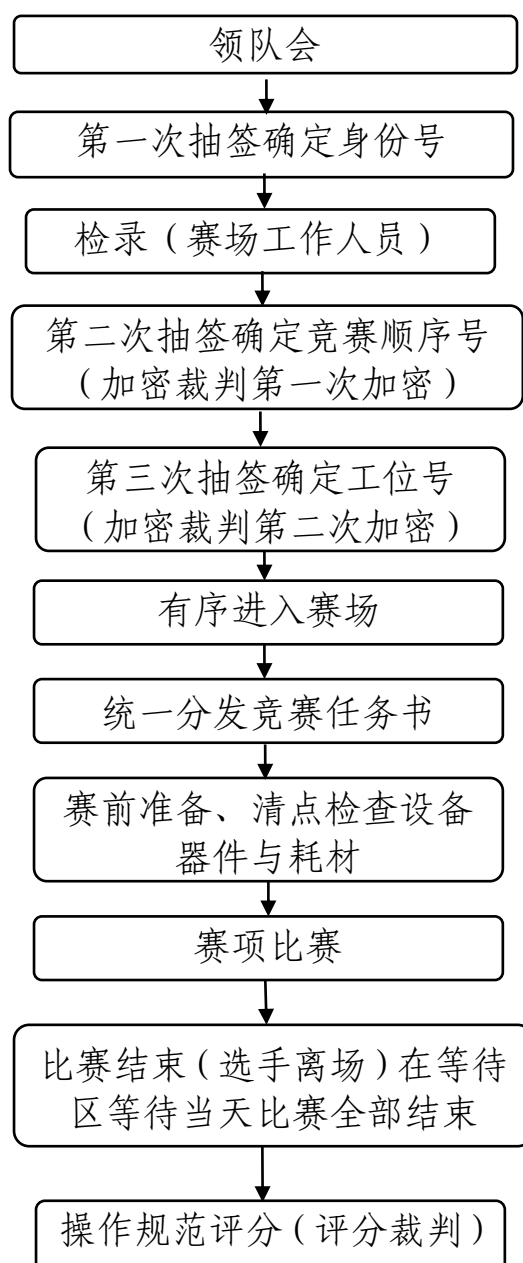 领队会
第一次抽签确定身份号
检录(赛场工作人员)
第二次抽签确定竞赛顺序号
(加密裁判第一次加密)
第三次抽签确定工位号
(加密裁判第二次加密)
有序进入赛场
统一分发竞赛任务书
赛前准备、清点检查设备
器件与耗材
赛项比赛
比赛结束(选手离场)在等待
区等待当天比赛全部结束
操作规范评分(评分裁判)